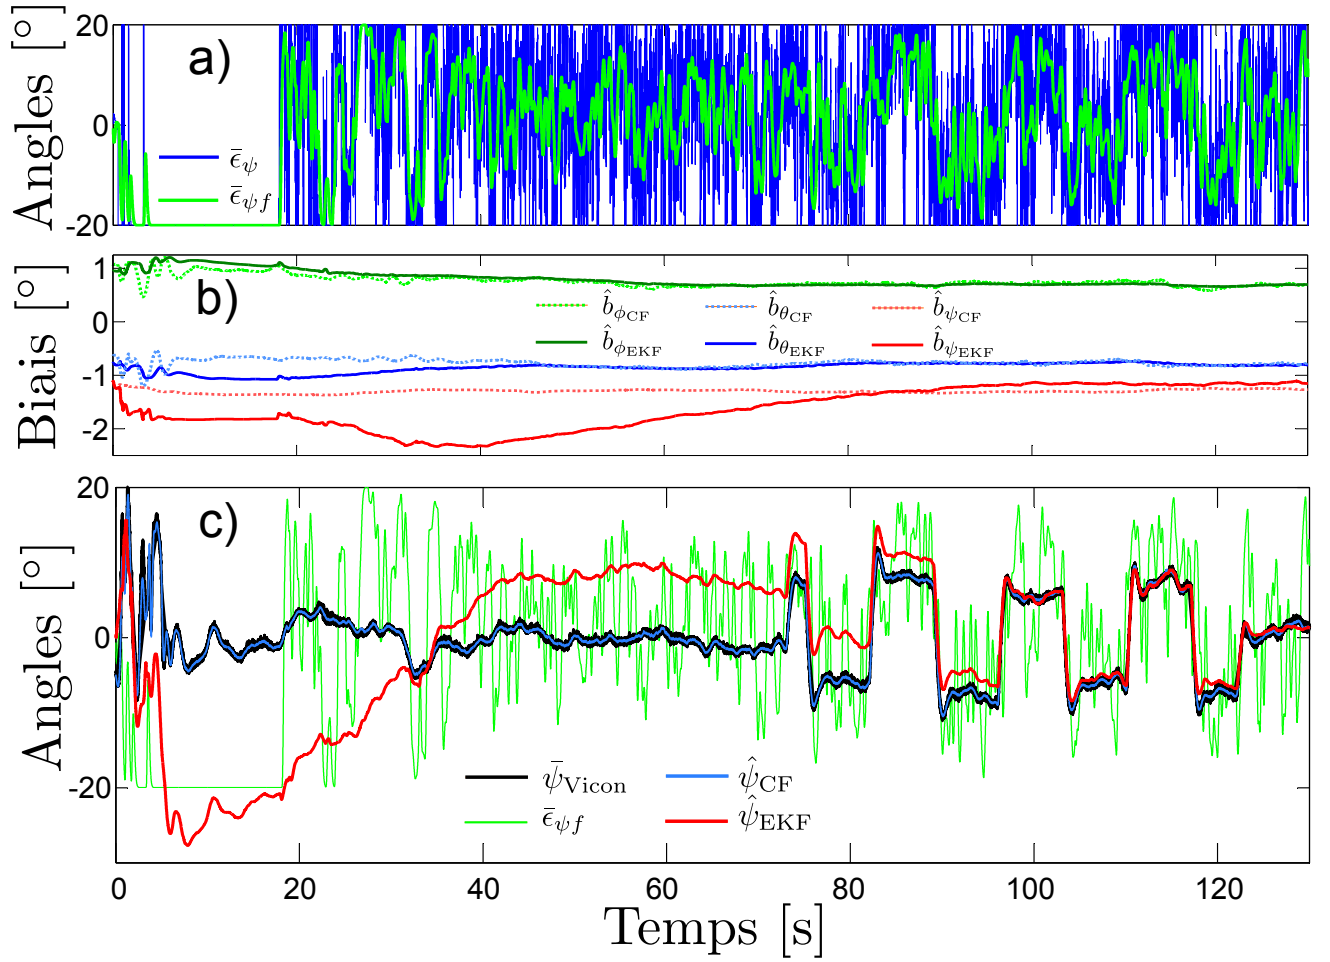 20
a)
0
-20
Angles [°]
ϵ̄ψ
ϵ̄ψf
1
b)
0
-1
-2
Biais [°]
b̂ϕCF b̂θCF b̂ψCF
b̂ϕEKF b̂θEKF b̂ψEKF
20
c)
0
-20
Angles [°]
ψ̄Vicon ψ̂CF
ϵ̄ψf ψ̂EKF
0 20 40 60 80 100 120
Temps [s]